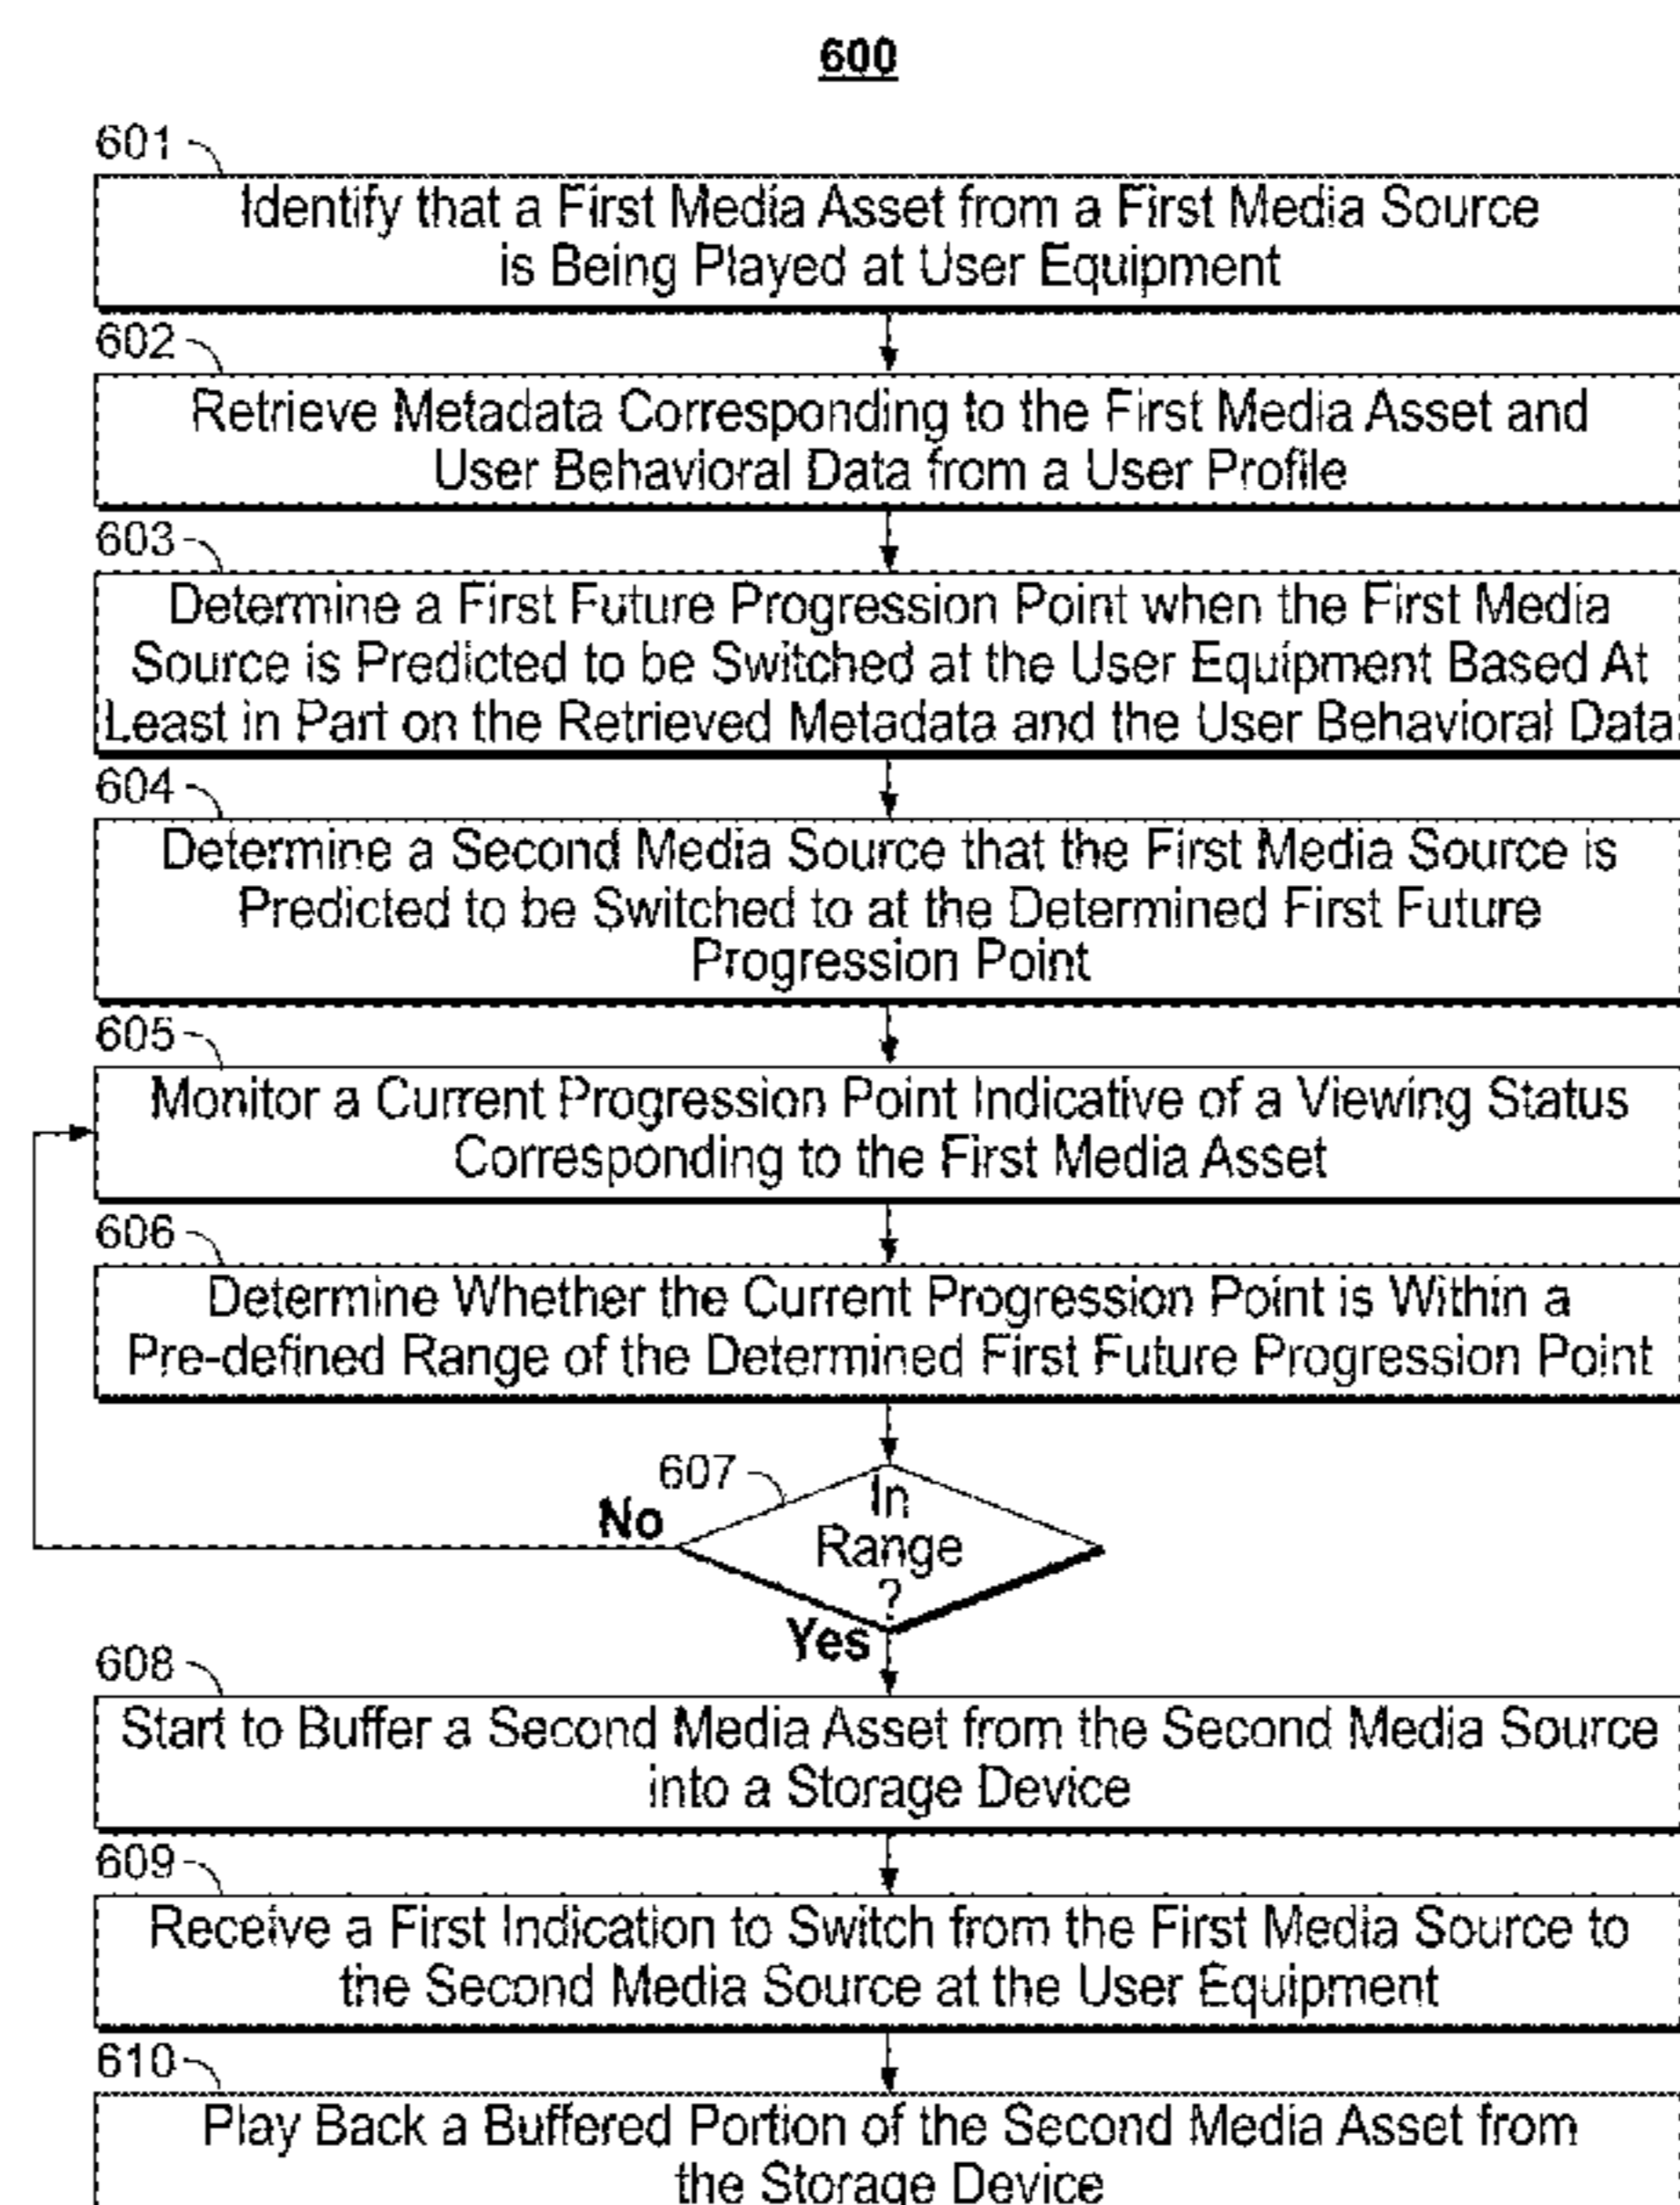 600
601
Identify that a First Media Asset from a First Media Source
is Being Played at User Equipment
602
Retrieve Metadata Corresponding to the First Media Asset and
User Behavioral Data from a User Profile
603
Determine a First Future Progression Point when the First Media
Source is Predicted to be Switched at the User Equipment Based At
Least in Part on the Retrieved Metadata and the User Behavioral Data
604
Determine a Second Media Source that the First Media Source is
Predicted to be Switched to at the Determined First Future
Progression Point
605
Monitor a Current Progression Point Indicative of a Viewing Status
Corresponding to the First Media Asset
606
Determine Whether the Current Progression Point is Within a
Pre-defined Range of the Determined First Future Progression Point
607
In
No
Range
?
Yes
608
Start to Buffer a Second Media Asset from the Second Media Source
into a Storage Device
609
Receive a First Indication to Switch from the First Media Source to
the Second Media Source at the User Equipment
610
Play Back a Buffered Portion of the Second Media Asset from
the Storage Device